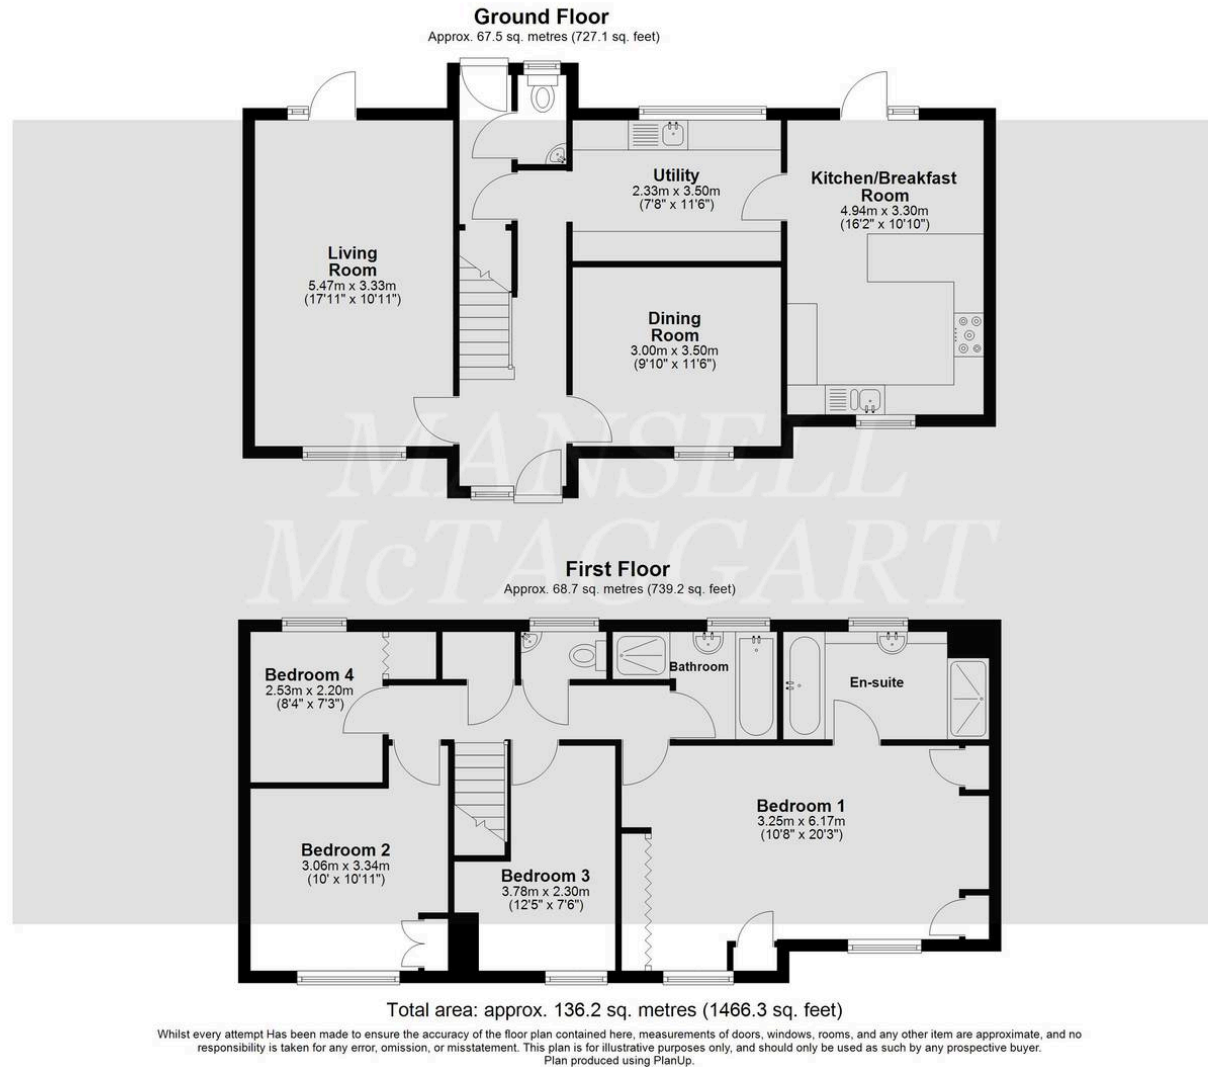 Ground Floor
Approx. 67.5 sq. metres (727.1 sq. feet)
Utility
2.33m x 3.50m
(7'8" x 11'6")
Kitchen/Breakfast
Room
4.94m x 3.30m
(16'2" x 10'10")
Living
Room
5.47m x 3.33m
(17'11" x 10'11")
Dining
Room
3.00m x 3.50m
(9'10" x 11'6")
MANSELL
McTAGGART
First Floor
Approx. 68.7 sq. metres (739.2 sq. feet)
Bedroom 4
2.53m x 2.20m
(8'4" x 7'3")
Bathroom
En-suite
Bedroom 1
3.25m x 6.17m
(10'8" x 20'3")
Bedroom 2
3.06m x 3.34m
(10' x 10'11")
Bedroom 3
3.78m x 2.30m
(12'5" x 7'6")
Total area: approx. 136.2 sq. metres (1466.3 sq. feet)
Whilst every attempt Has been made to ensure the accuracy of the floor plan contained here, measurements of doors, windows, rooms, and any other item are approximate, and no
responsibility is taken for any error, omission, or misstatement. This plan is for illustrative purposes only, and should only be used as such by any prospective buyer.
Plan produced using PlanUp.